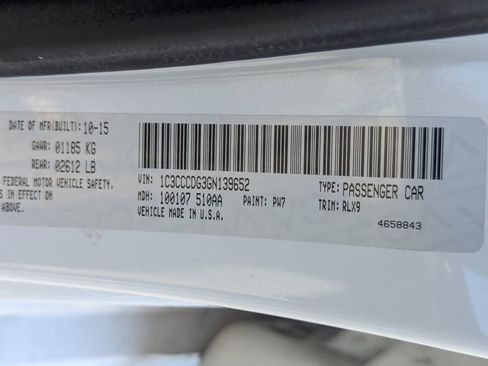 DATE OF MFR(BUILT): 10-15
GAWR: 01185 KG
REAR: 02612 LB
FEDERAL MOTOR VEHICLE SAFETY,
S IN EFFECT ON
ABOVE.
VIN: 1C3CCCDG3GN139652
TYPE: PASSENGER CAR
MDH: 100107 510AA
PAINT: PW7
TRIM: RLX9
VEHICLE MADE IN U.S.A.
4658843